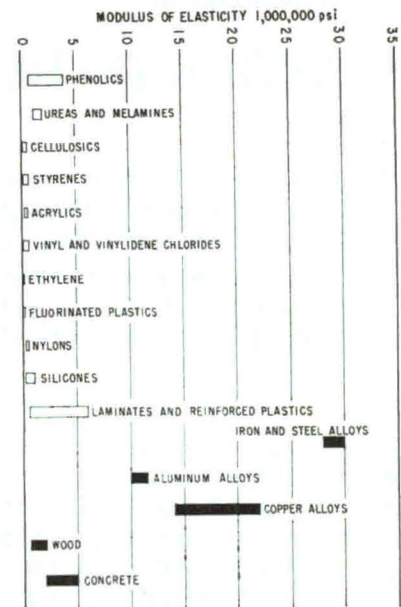 MODULUS OF ELASTICITY 1,000,000 psi
0 5 10 15 20 25 30 35
PHENOLICS
UREAS AND MELAMINES
CELLULOSICS
STYRENES
ACRYLICS
VINYL AND VINYLIDENE CHLORIDES
ETHYLENE
FLUORINATED PLASTICS
NYLONS
SILICONES
LAMINATES AND REINFORCED PLASTICS
IRON AND STEEL ALLOYS
ALUMINUM ALLOYS
COPPER ALLOYS
WOOD
CONCRETE